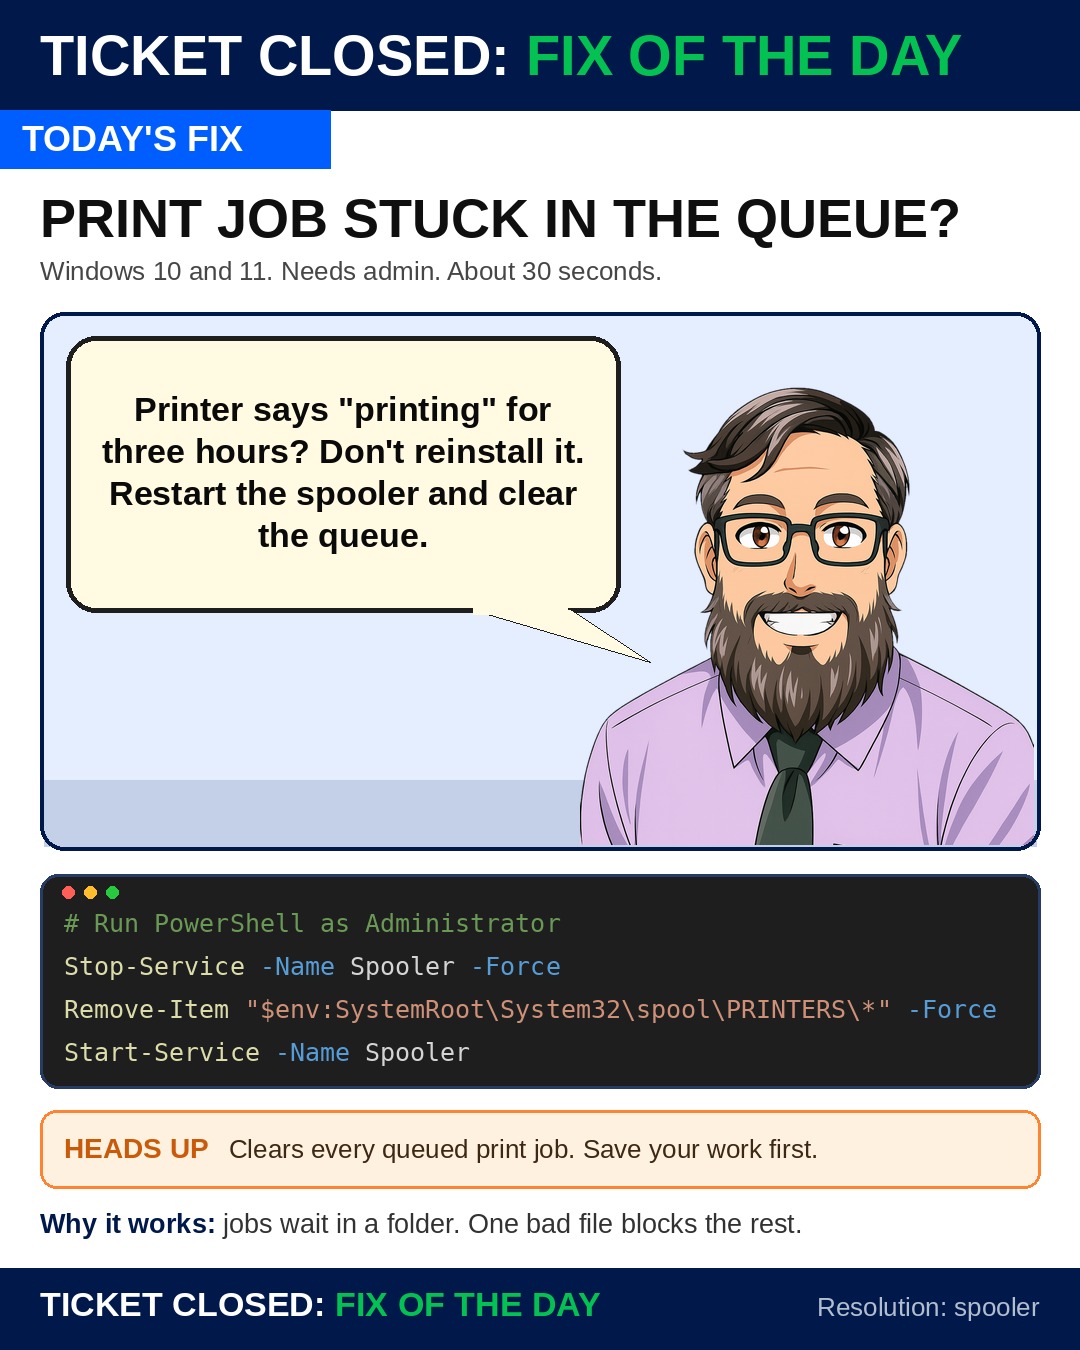 TICKET CLOSED: FIX OF THE DAY
TODAY'S FIX
PRINT JOB STUCK IN THE QUEUE?
Windows 10 and 11. Needs admin. About 30 seconds.
Printer says "printing" for
three hours? Don't reinstall it.
Restart the spooler and clear
the queue.
# Run PowerShell as Administrator
Stop-Service -Name Spooler -Force
Remove-Item "$env:SystemRoot\System32\spool\PRINTERS\*" -Force
Start-Service -Name Spooler
HEADS UP Clears every queued print job. Save your work first.
Why it works: jobs wait in a folder. One bad file blocks the rest.
TICKET CLOSED: FIX OF THE DAY
Resolution: spooler